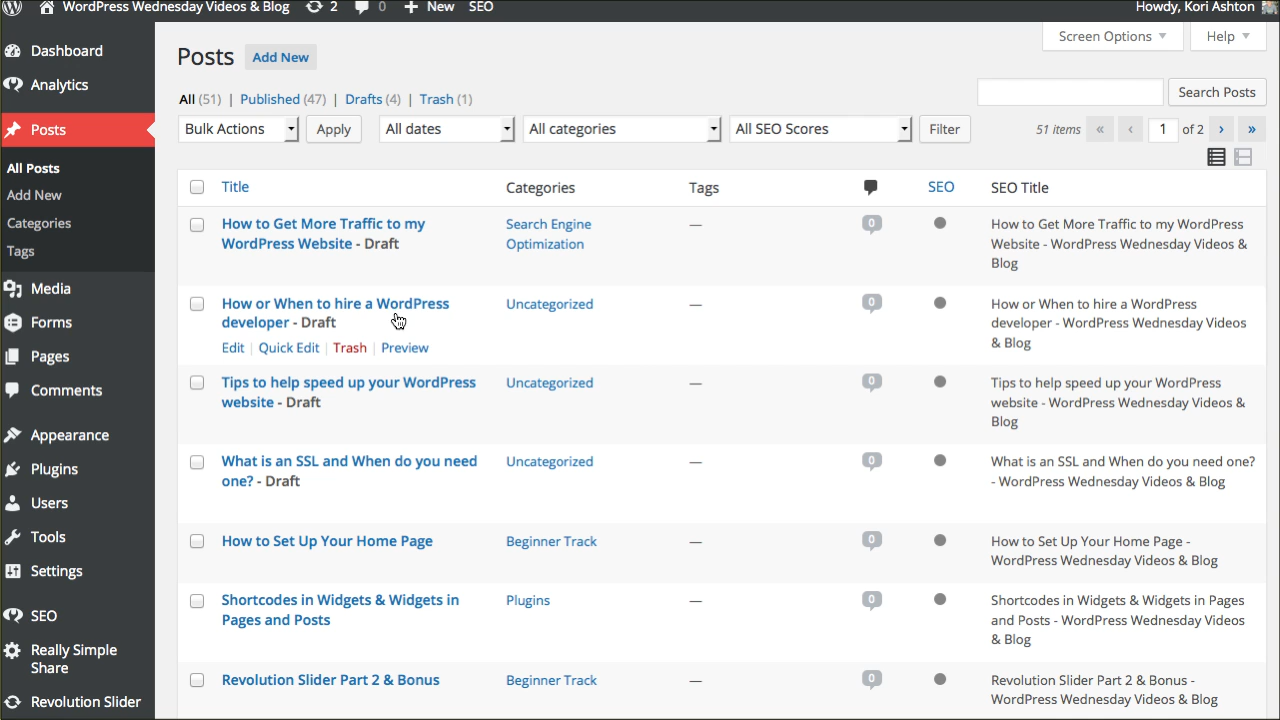 WordPress Wednesday Videos & Blog 2 0 New SEO Howdy, Kori Ashton
Dashboard
Analytics
Posts
All Posts
Add New
Categories
Tags
Media
Forms
Pages
Comments
Appearance
Plugins
Users
Tools
Settings
SEO
Really Simple
Share
Revolution Slider
Screen Options Help
Posts Add New
All (51) | Published (47) | Drafts (4) | Trash (1)
Search Posts
Bulk Actions Apply All dates All categories All SEO Scores Filter 51 items « ‹ 1 of 2 › »
Title Categories Tags SEO SEO Title
How to Get More Traffic to my Search Engine — 0 How to Get More Traffic to my WordPress
WordPress Website - Draft Optimization Website - WordPress Wednesday Videos &
Blog
How or When to hire a WordPress Uncategorized — 0 How or When to hire a WordPress
developer - Draft developer - WordPress Wednesday Videos
Edit | Quick Edit | Trash | Preview & Blog
Tips to help speed up your WordPress Uncategorized — 0 Tips to help speed up your WordPress
website - Draft website - WordPress Wednesday Videos &
Blog
What is an SSL and When do you need Uncategorized — 0 What is an SSL and When do you need one?
one? - Draft - WordPress Wednesday Videos & Blog
How to Set Up Your Home Page Beginner Track — 0 How to Set Up Your Home Page -
WordPress Wednesday Videos & Blog
Shortcodes in Widgets & Widgets in Plugins — 0 Shortcodes in Widgets & Widgets in Pages
Pages and Posts and Posts - WordPress Wednesday Videos
& Blog
Revolution Slider Part 2 & Bonus Beginner Track — 0 Revolution Slider Part 2 & Bonus -
WordPress Wednesday Videos & Blog